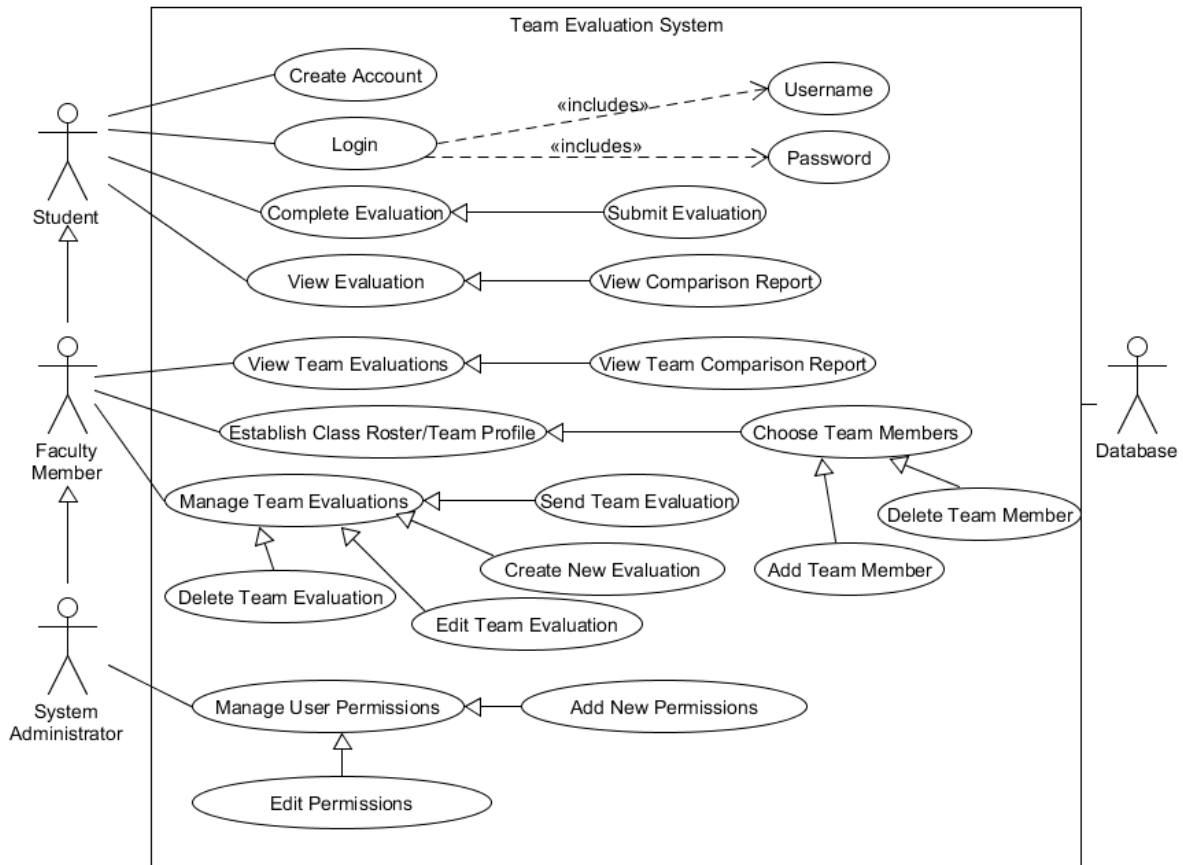 Team Evaluation System
Create Account
Username
«includes»
Login
«includes»
Password
Student
Complete Evaluation
Submit Evaluation
View Evaluation
View Comparison Report
View Team Evaluations
View Team Comparison Report
Faculty
Member
Establish Class Roster/Team Profile
Choose Team Members
Database
Manage Team Evaluations
Send Team Evaluation
Delete Team Member
Create New Evaluation
Add Team Member
Delete Team Evaluation
Edit Team Evaluation
System
Administrator
Manage User Permissions
Add New Permissions
Edit Permissions